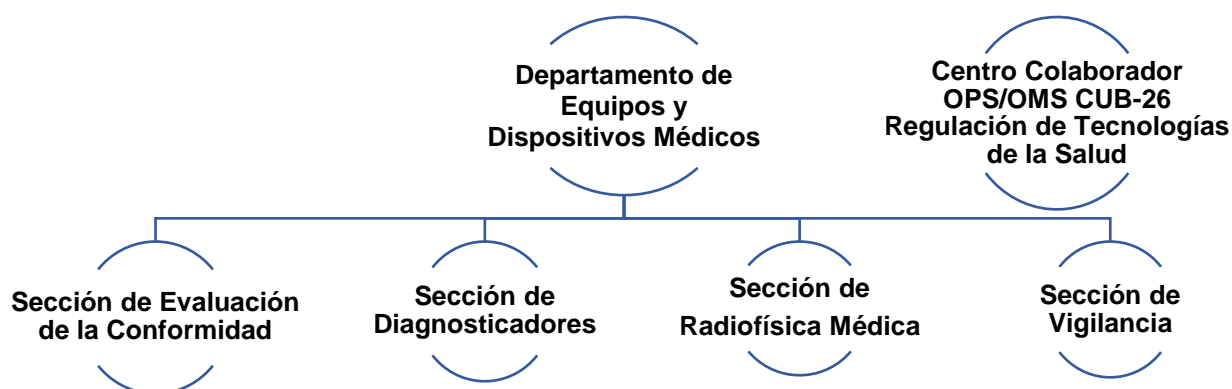 Departamento de
Equipos y
Dispositivos Médicos
Centro Colaborador
OPS/OMS CUB-26
Regulación de Tecnologías
de la Salud
Sección de Evaluación
de la Conformidad
Sección de
Diagnosticadores
Sección de
Radiofísica Médica
Sección de
Vigilancia